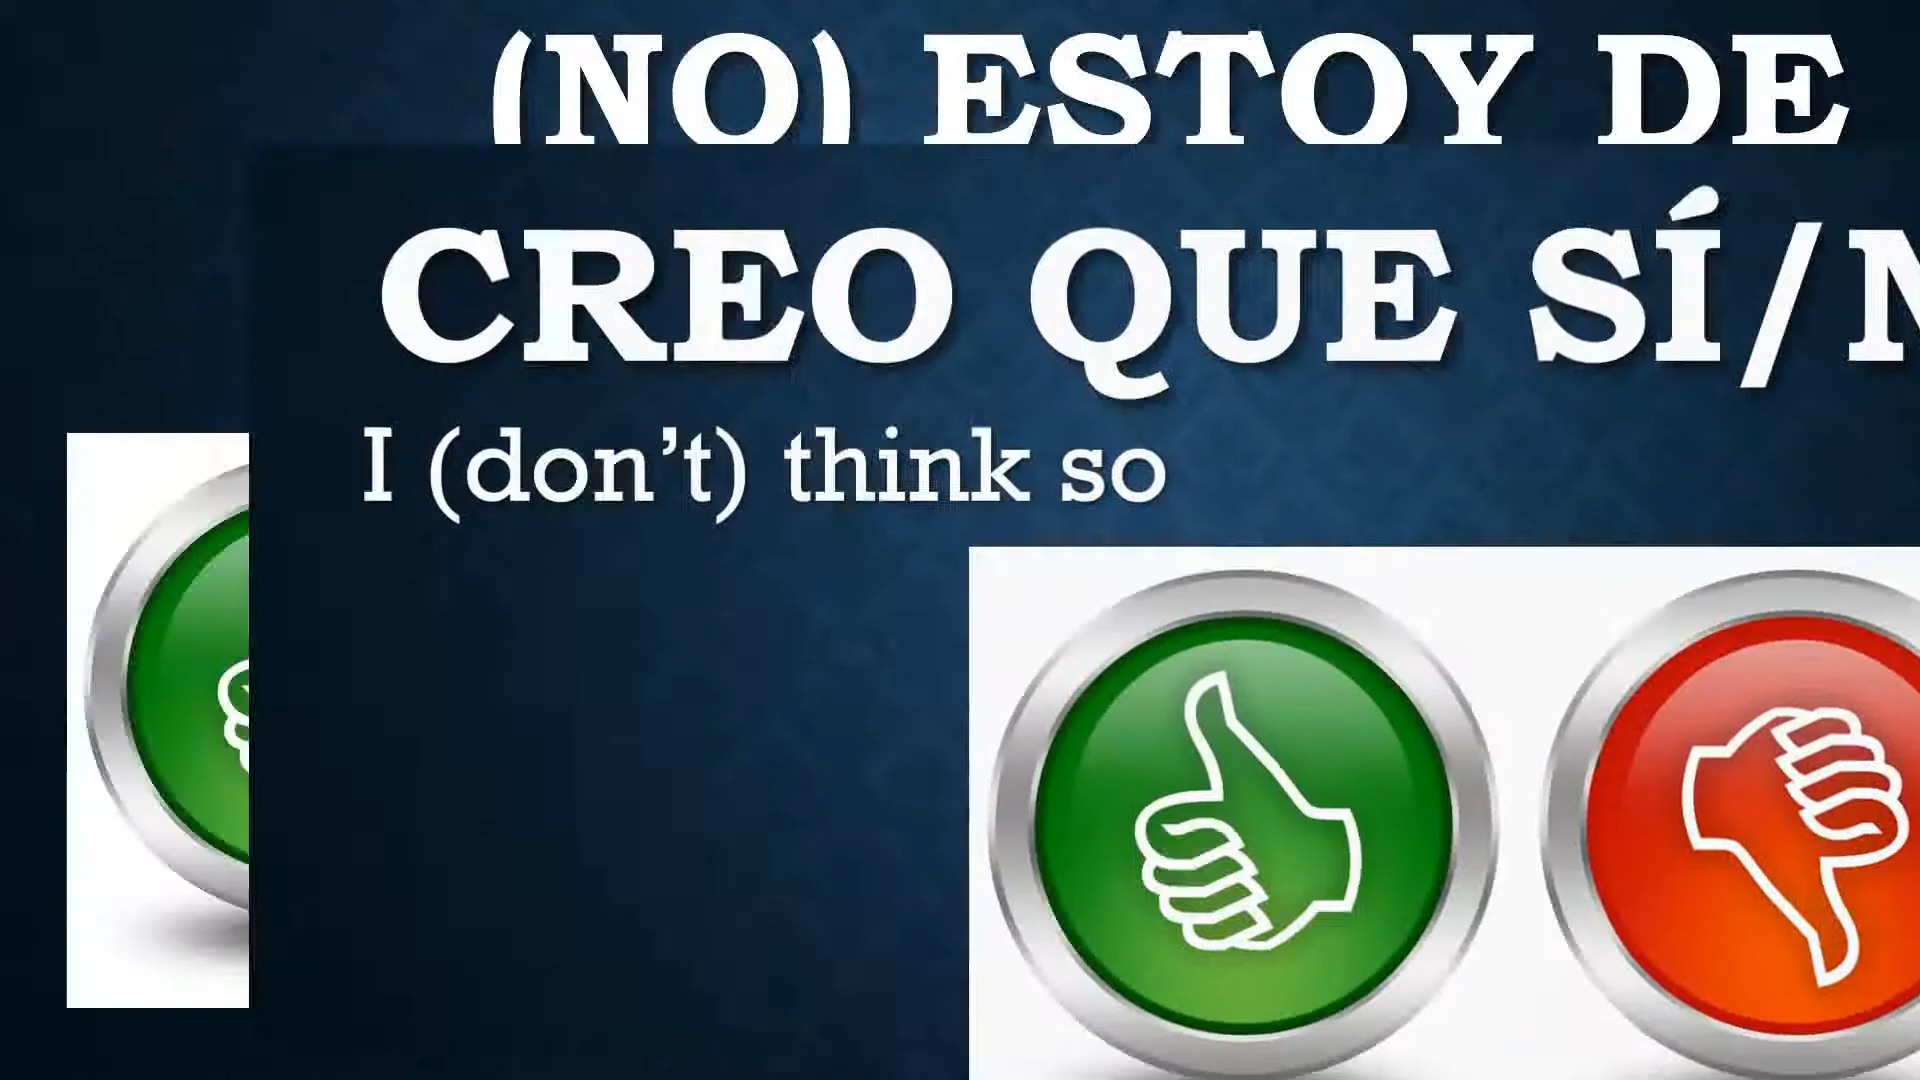 (NO) ESTOY DE
CREO QUE SÍ/
I (don't) think so